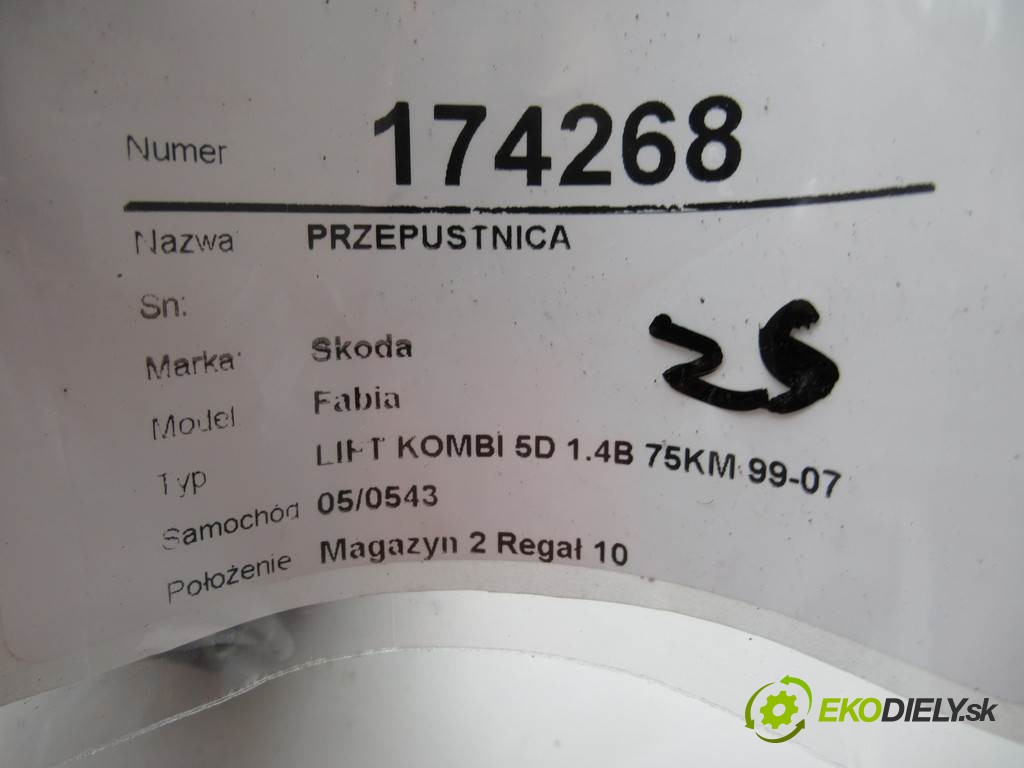 Numer 174268
Nazwa PRZEPUSTNICA
Sn:
Marka: Skoda
Model Fabia
Typ LIFT KOMBI 5D 1.4B 75KM 99-07
Samochód 05/0543
Położenie Magazyn 2 Regał 10
25
EKODIELY.sk